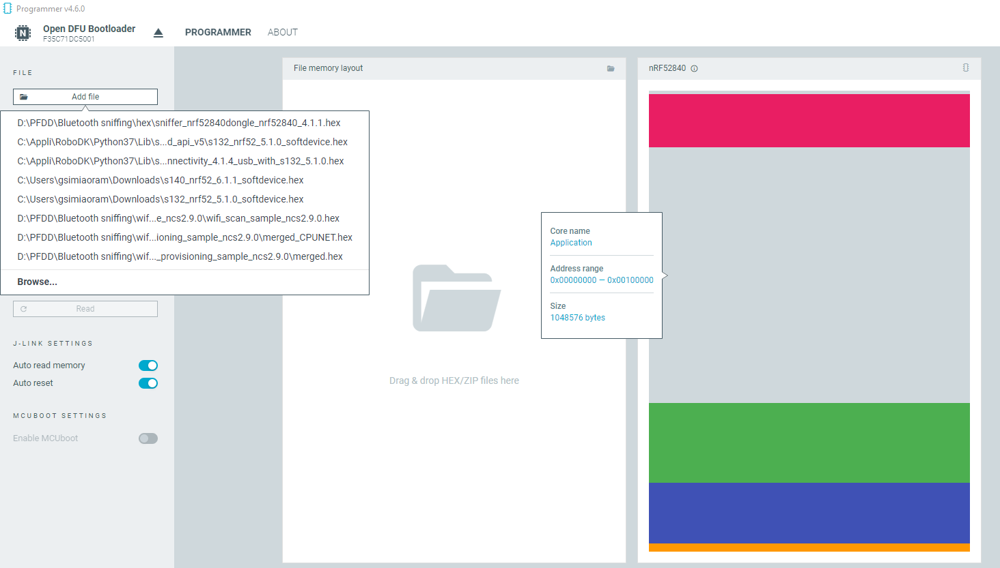 Programmer v4.6.0
Open DFU Bootloader
F35C71DC5001
PROGRAMMER
ABOUT
FILE
Add file
D:\PFDD\Bluetooth sniffing\hex\sniffer_nrf52840dongle_nrf52840_4.1.1.hex
C:\Appli\RoboDK\Python37\Lib\s...d_api_v5\s132_nrf52_5.1.0_softdevice.hex
C:\Appli\RoboDK\Python37\Lib\s...nnectivity_4.1.4_usb_with_s132_5.1.0.hex
C:\Users\gsimiaoram\Downloads\s140_nrf52_6.1.1_softdevice.hex
C:\Users\gsimiaoram\Downloads\s132_nrf52_5.1.0_softdevice.hex
D:\PFDD\Bluetooth sniffing\wif...e_ncs2.9.0\wifi_scan_sample_ncs2.9.0.hex
D:\PFDD\Bluetooth sniffing\wif...ioning_sample_ncs2.9.0\merged_CPUNET.hex
D:\PFDD\Bluetooth sniffing\wif..._provisioning_sample_ncs2.9.0\merged.hex
Browse...
Read
J-LINK SETTINGS
Auto read memory
Auto reset
MCUBOOT SETTINGS
Enable MCUboot
File memory layout
Drag & drop HEX/ZIP files here
nRF52840
Core name
Application
Address range
0x00000000 — 0x00100000
Size
1048576 bytes